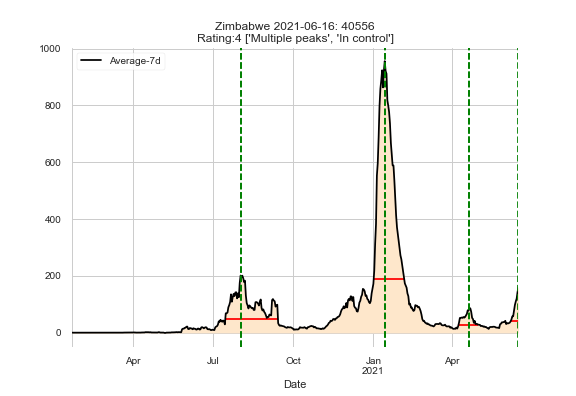 Zimbabwe 2021-06-16: 40556
Rating:4 ['Multiple peaks', 'In control']
Average-7d
1000
800
600
400
200
0
Apr
Jul
Oct
Jan
2021
Apr
Date